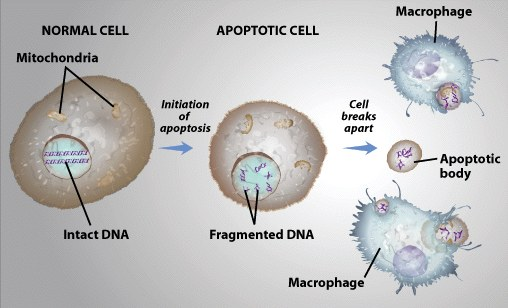 NORMAL CELL
Mitochondria
Intact DNA
Initiation
of
apoptosis
APOPTOTIC CELL
Fragmented DNA
Cell
breaks
apart
Macrophage
Apoptotic
body
Macrophage